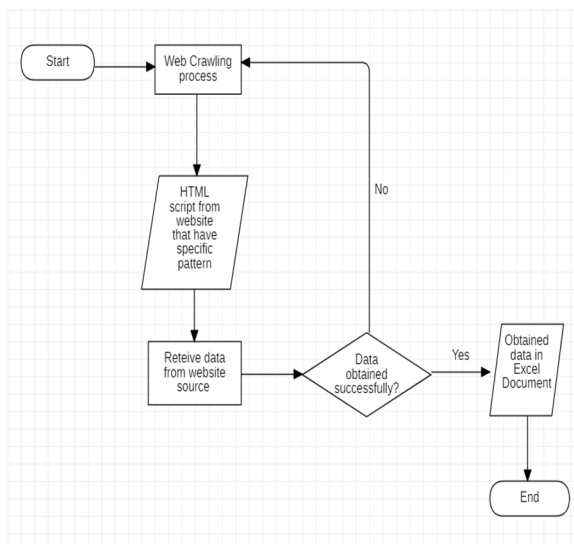 Start
Web Crawling
process
HTML
script from
website
that have
specific
pattern
No
Reteive data
from website
source
Data
obtained
successfully?
Yes
Obtained
data in
Excel
Document
End